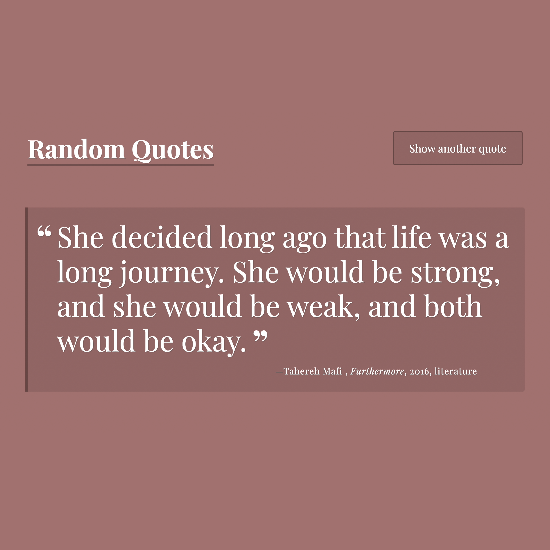 Random Quotes
Show another quote
❝ She decided long ago that life was a
long journey. She would be strong,
and she would be weak, and both
would be okay. ❞
– Tahereh Mafi , Furthermore, 2016, literature